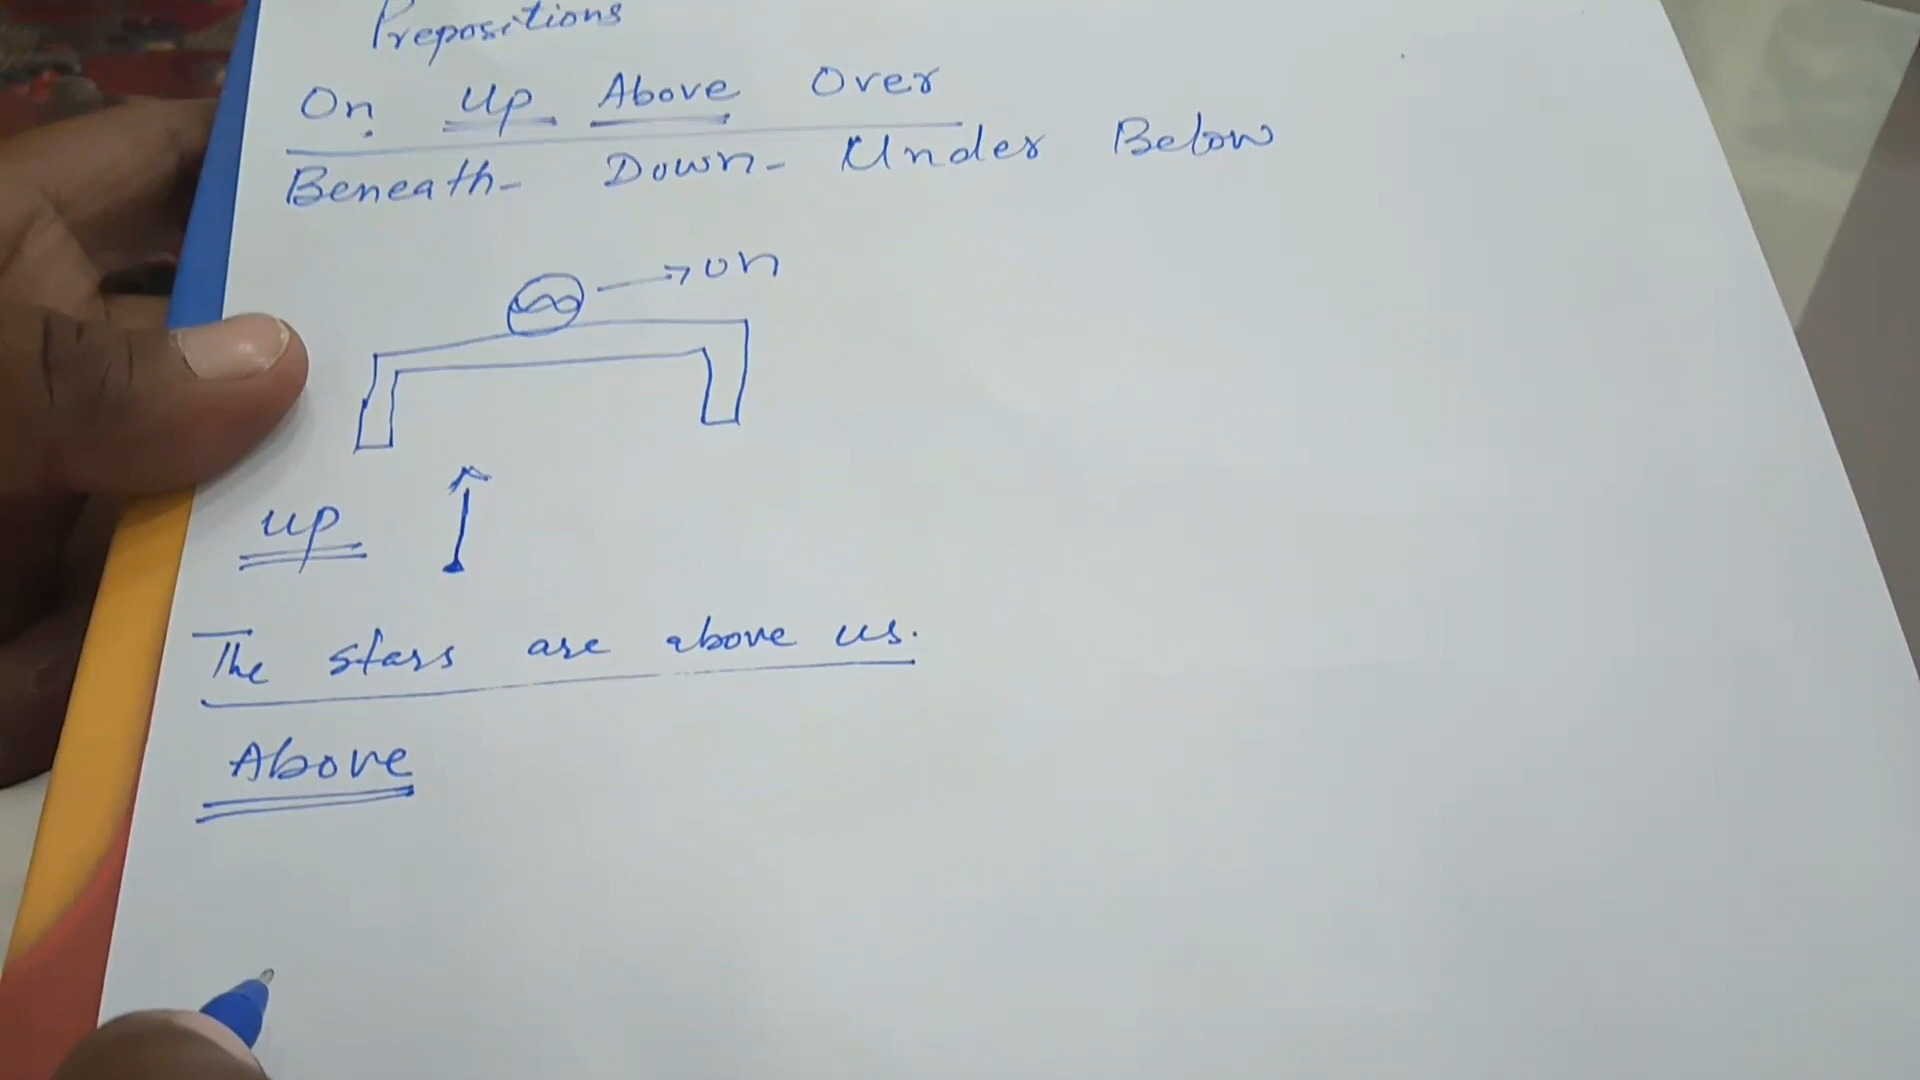 Prepositions
On Up Above Over
Beneath- Down- Under Below
on
up
The stars are above us.
Above